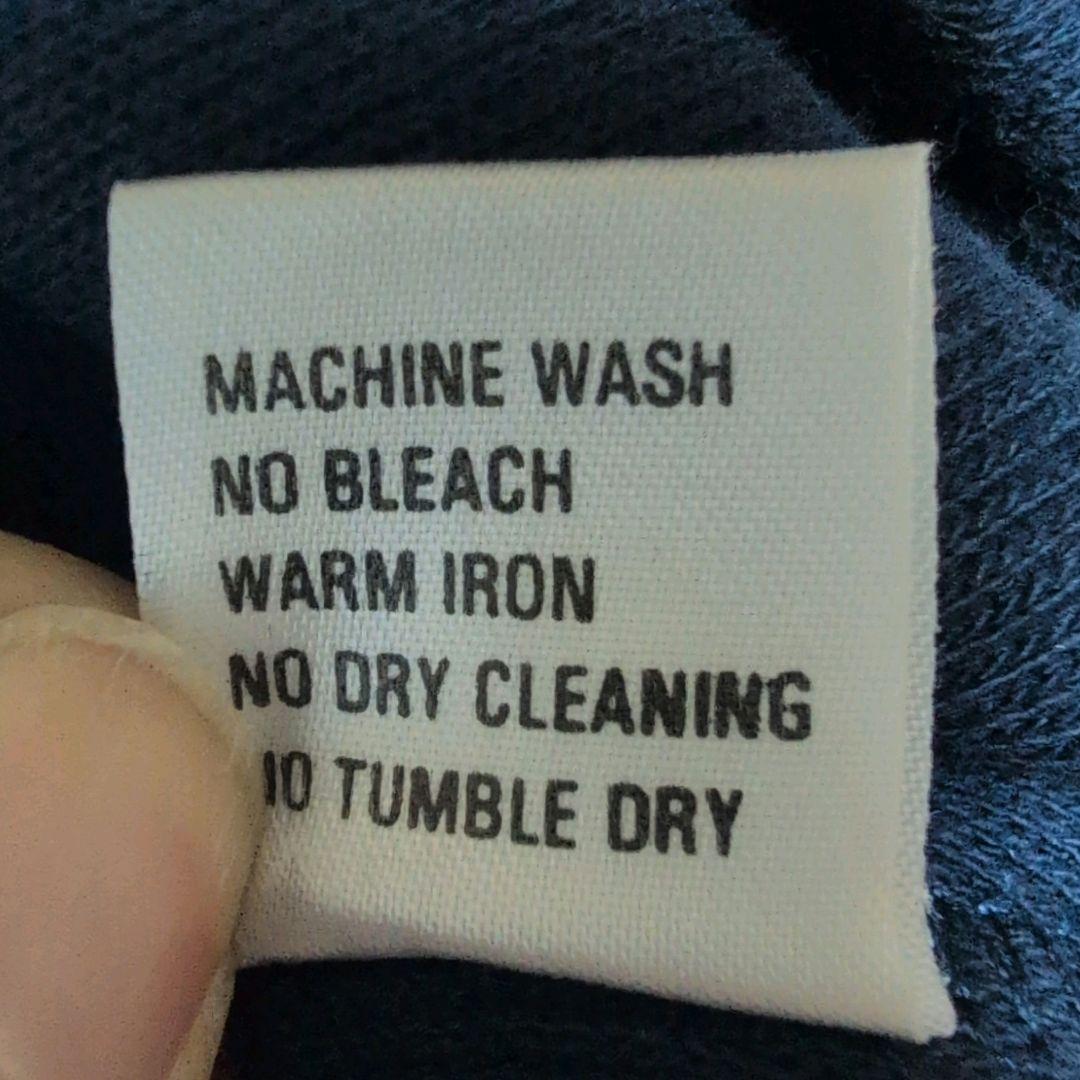 MACHINE WASH
NO BLEACH
WARM IRON
NO DRY CLEANING
NO TUMBLE DRY